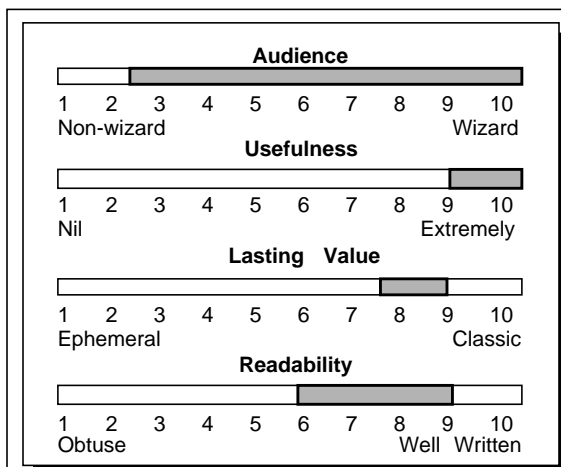 Audience
1 2 3 4 5 6 7 8 9 10
Non-wizard Wizard
Usefulness
1 2 3 4 5 6 7 8 9 10
Nil Extremely
Lasting Value
1 2 3 4 5 6 7 8 9 10
Ephemeral Classic
Readability
1 2 3 4 5 6 7 8 9 10
Obtuse Well Written